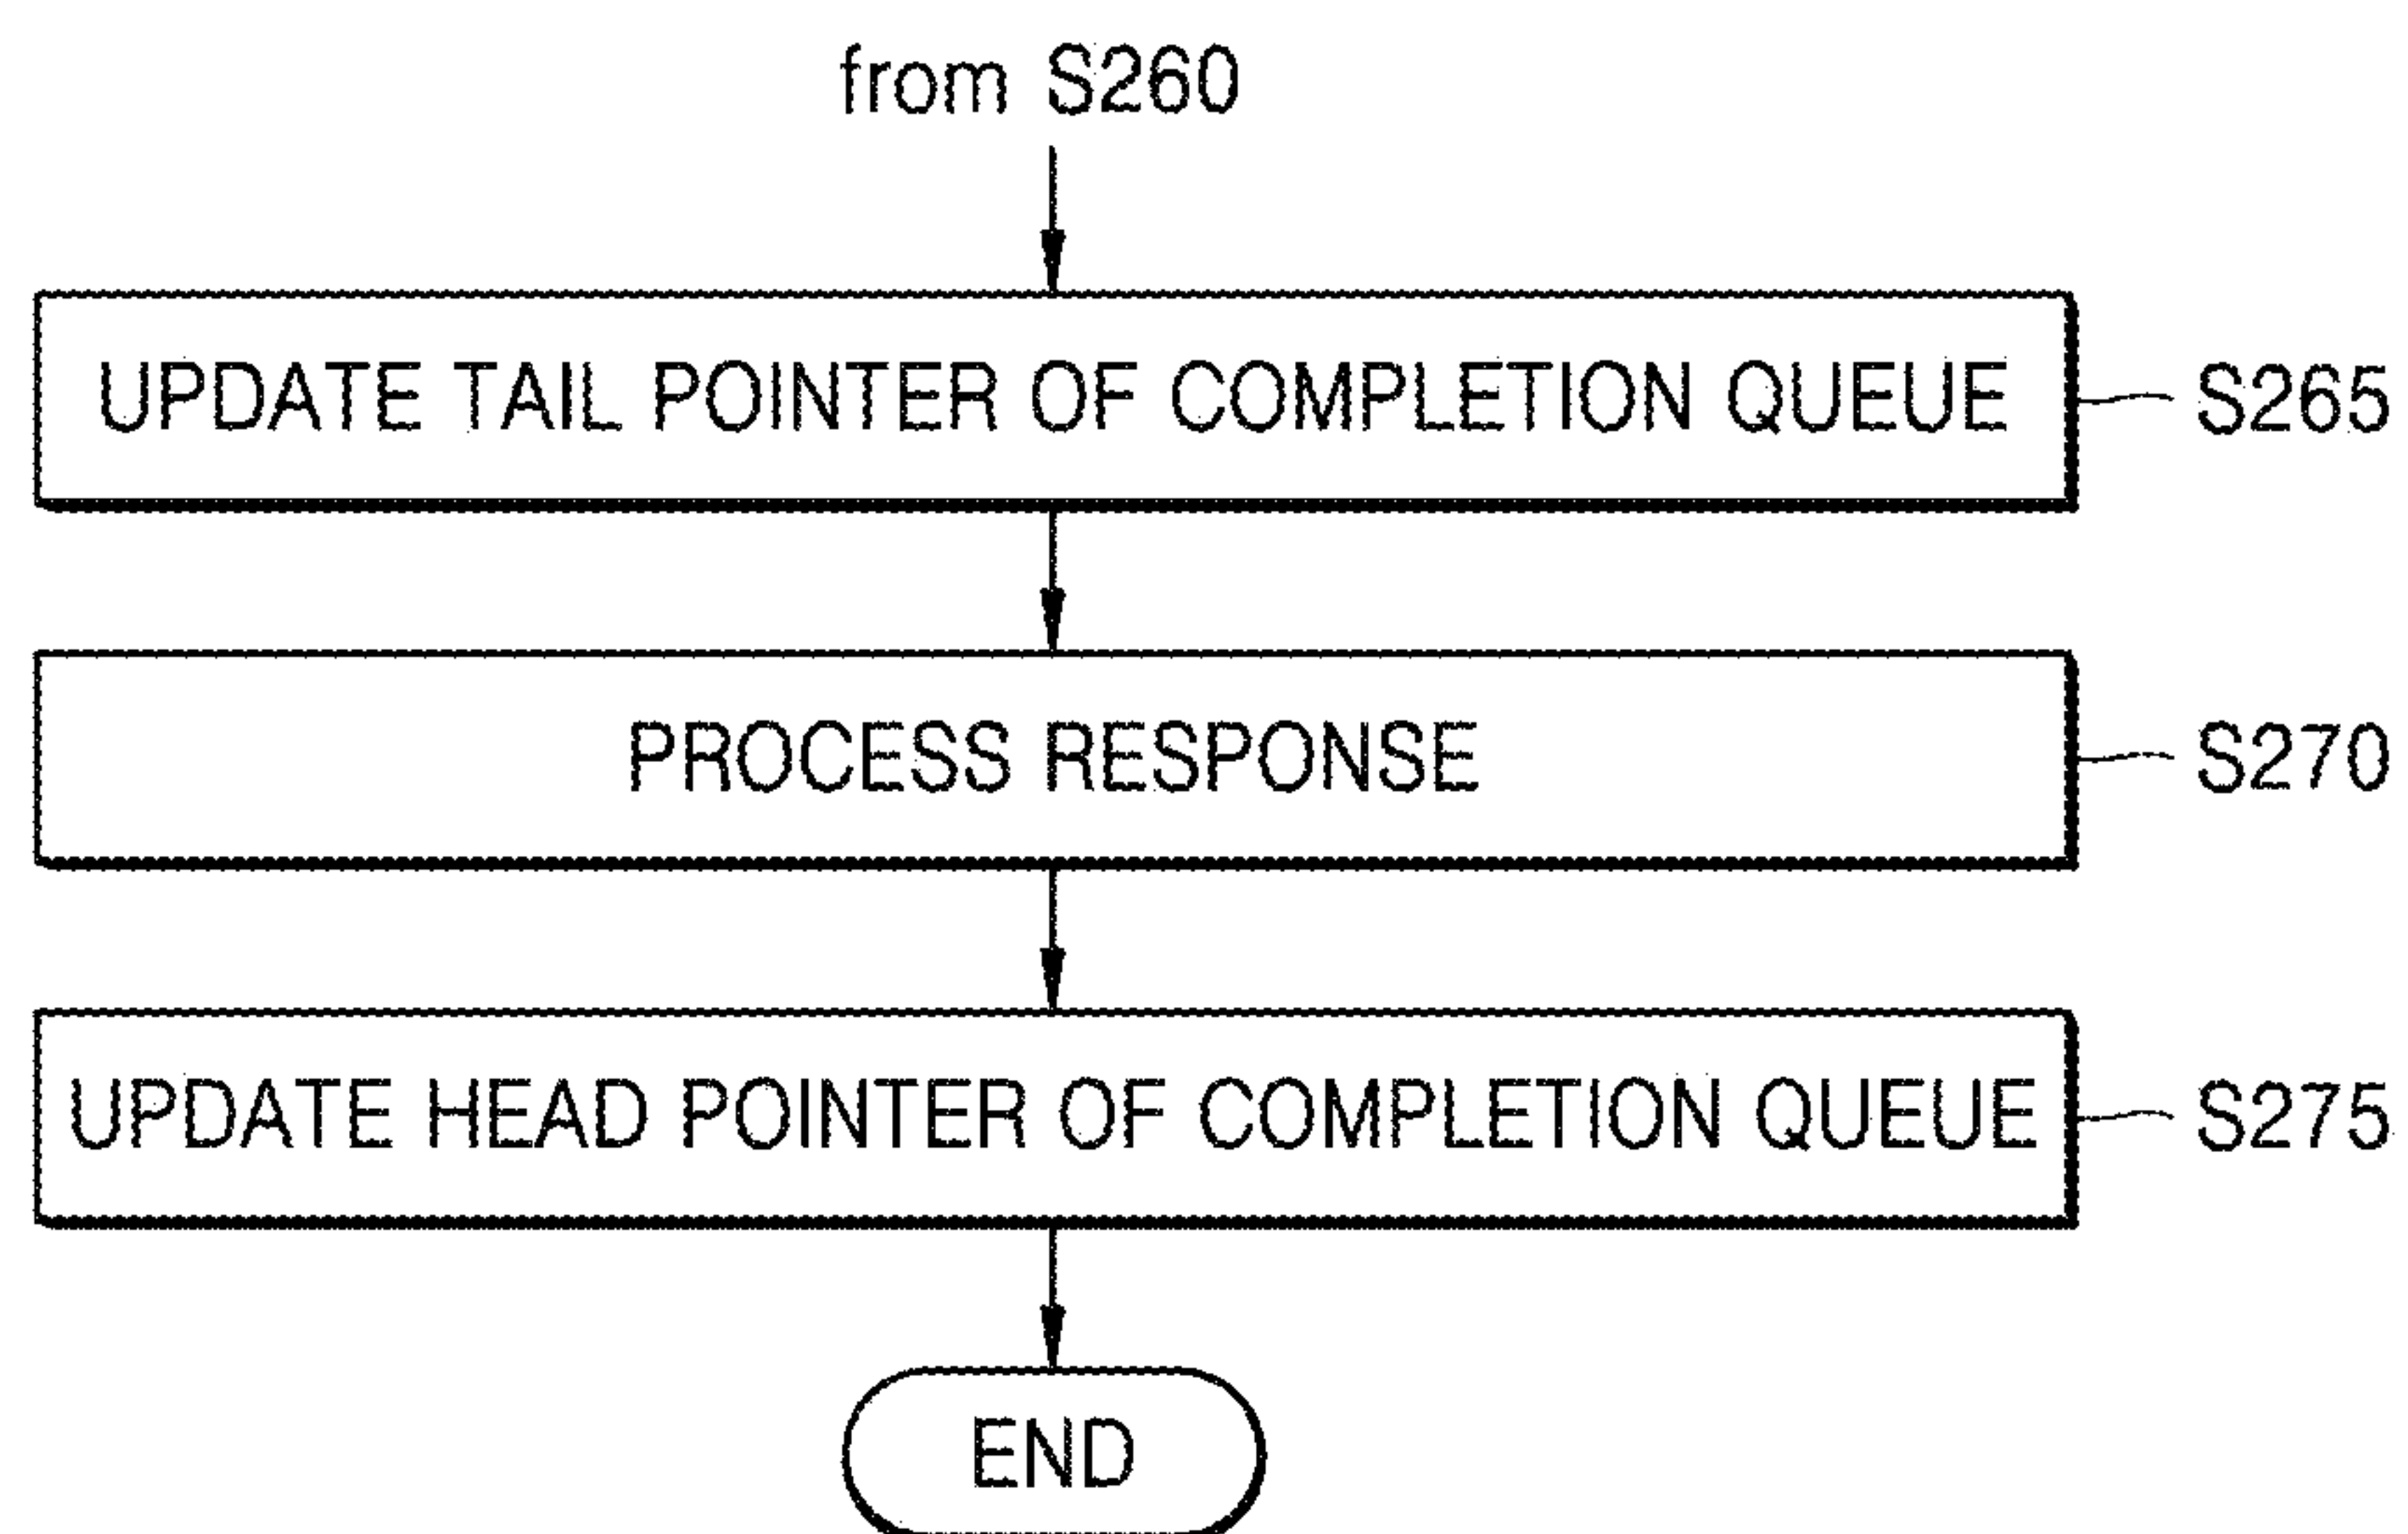 from S260
UPDATE TAIL POINTER OF COMPLETION QUEUE S265
PROCESS RESPONSE S270
UPDATE HEAD POINTER OF COMPLETION QUEUE S275
END